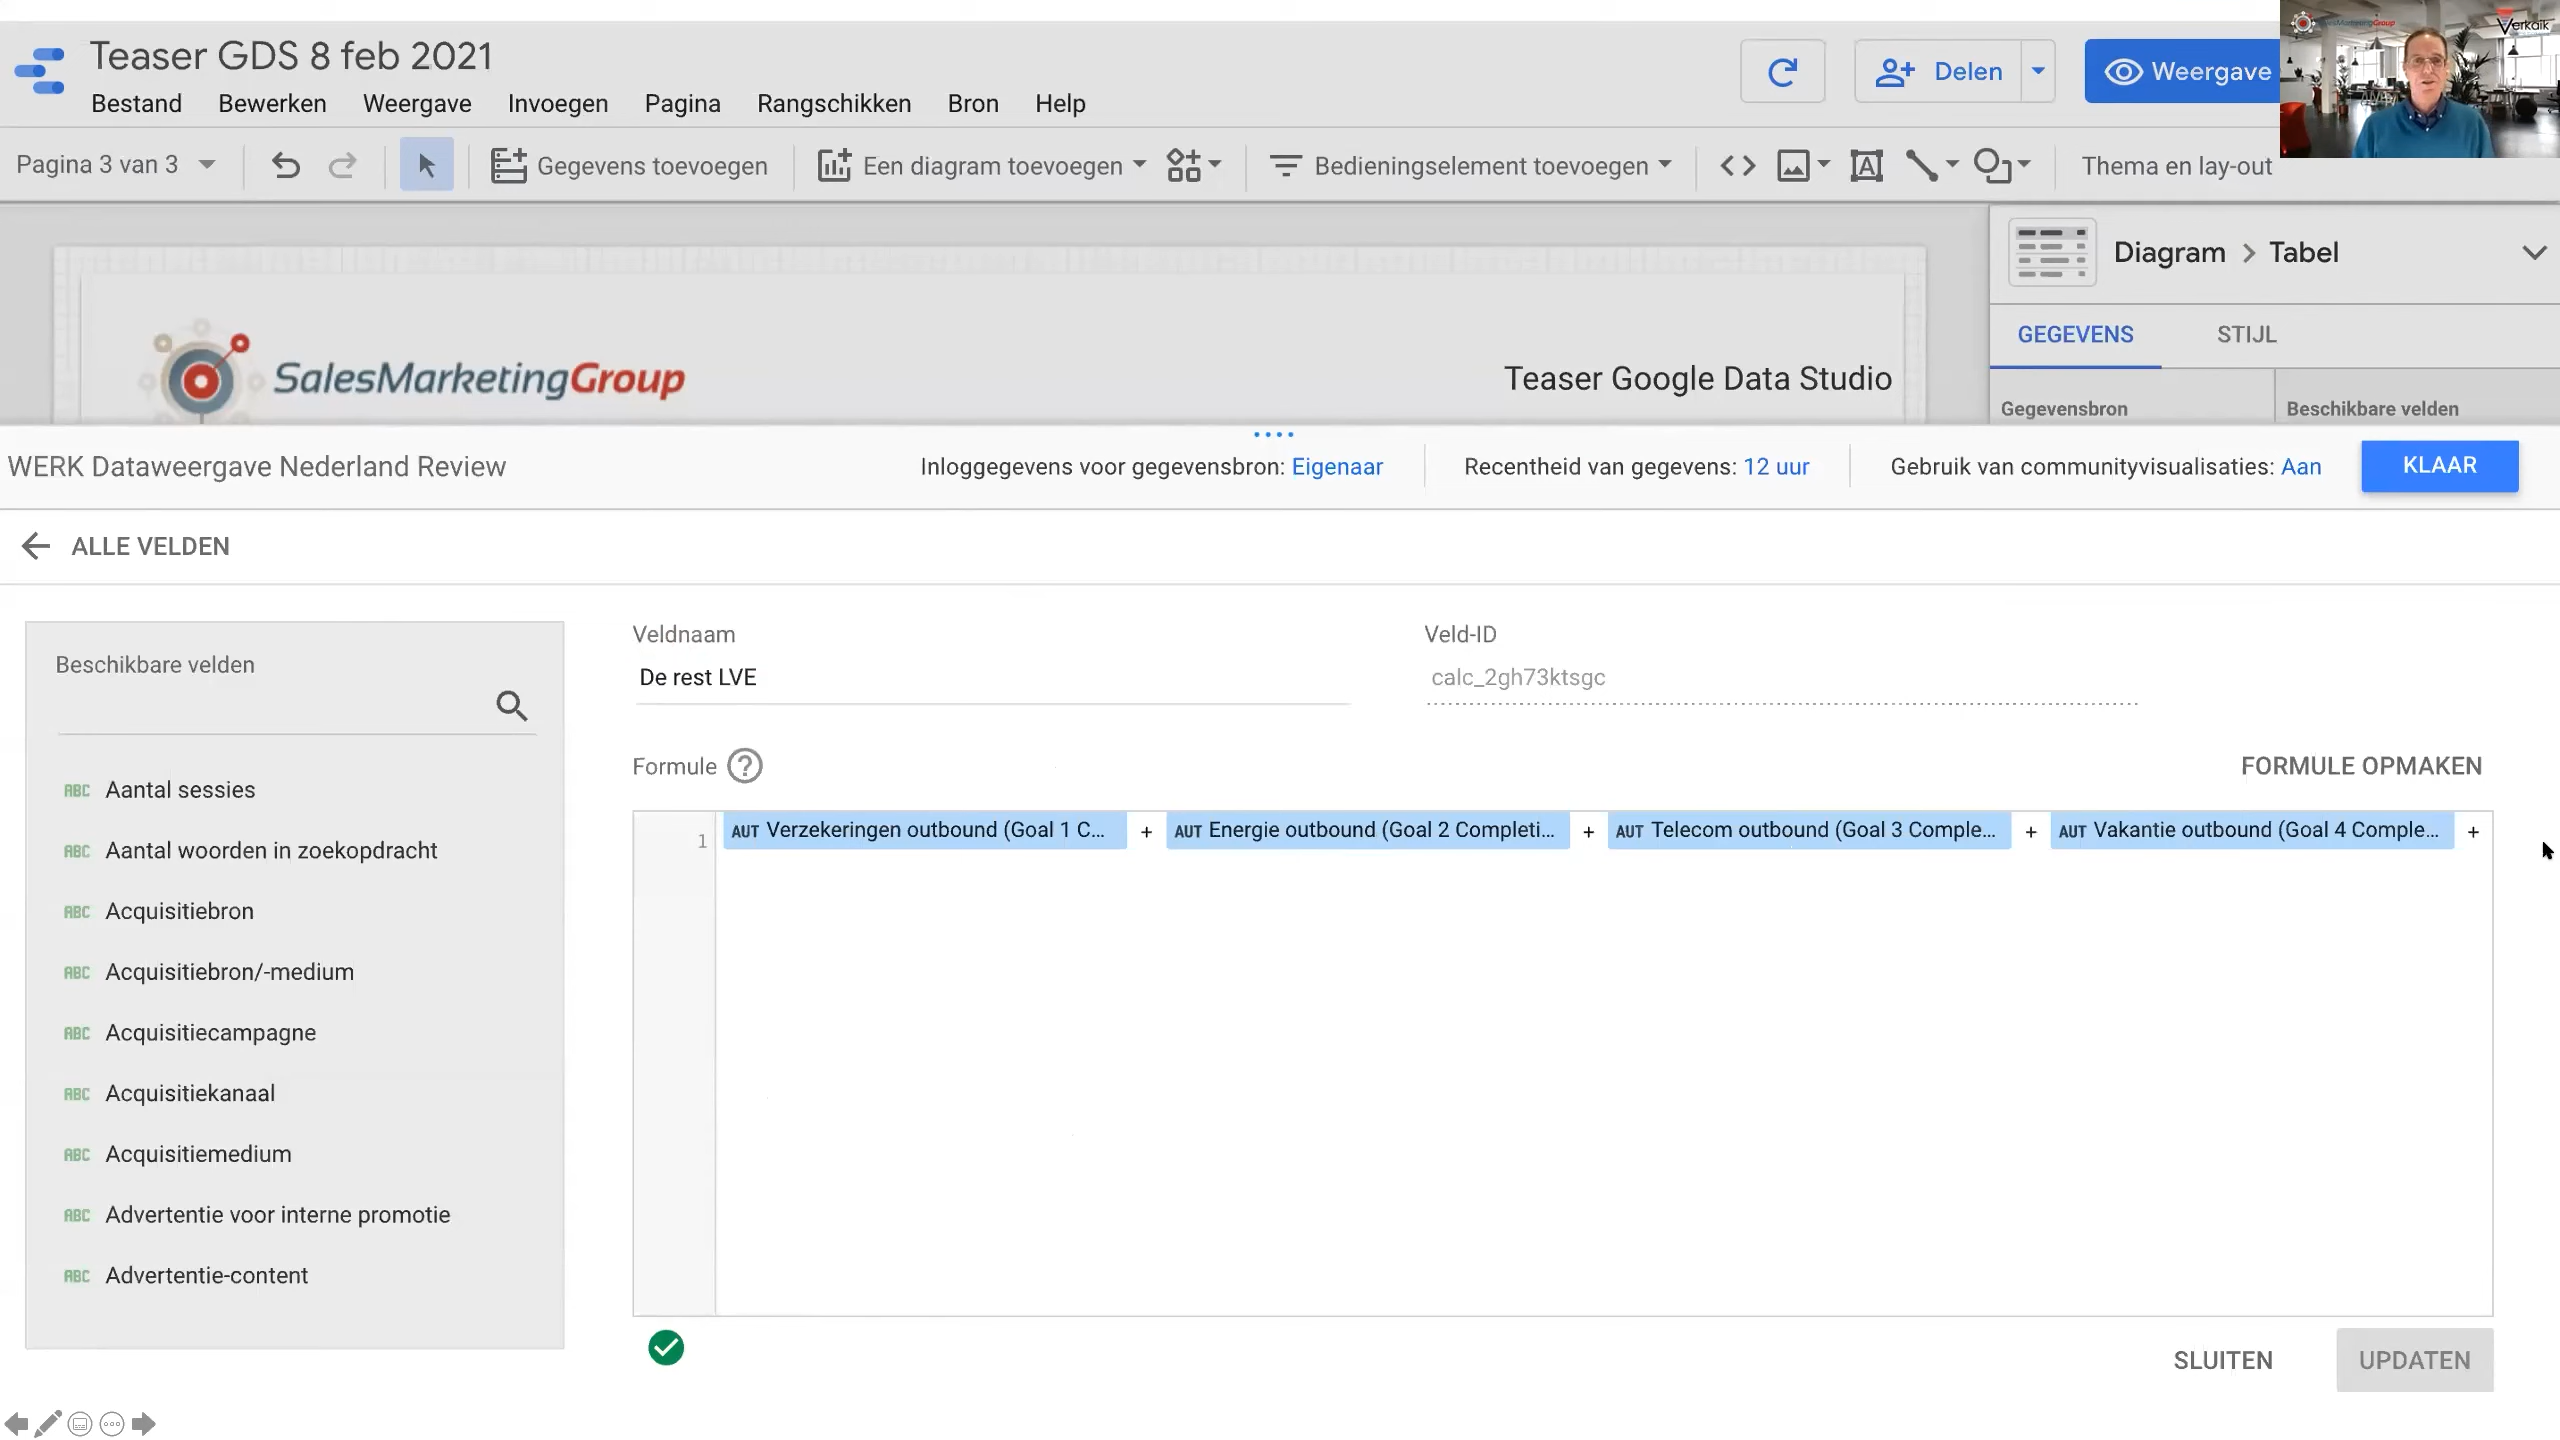 Teaser GDS 8 feb 2021
Delen
Weergave
SalesMarketingGroup
Verkaik
Bestand Bewerken Weergave Invoegen Pagina Rangschikken Bron Help
Pagina 3 van 3
Gegevens toevoegen
Een diagram toevoegen
Bedieningselement toevoegen
Thema en lay-out
Diagram > Tabel
GEGEVENS STIJL
SalesMarketingGroup
Teaser Google Data Studio
Gegevensbron
Beschikbare velden
WERK Dataweergave Nederland Review
Inloggegevens voor gegevensbron: Eigenaar
Recentheid van gegevens: 12 uur
Gebruik van communityvisualisaties: Aan
KLAAR
ALLE VELDEN
Beschikbare velden
ABC Aantal sessies
ABC Aantal woorden in zoekopdracht
ABC Acquisitiebron
ABC Acquisitiebron/-medium
ABC Acquisitiecampagne
ABC Acquisitiekanaal
ABC Acquisitiemedium
ABC Advertentie voor interne promotie
ABC Advertentie-content
Veldnaam
De rest LVE
Veld-ID
calc_2gh73ktsgc
Formule ?
FORMULE OPMAKEN
1 AUT Verzekeringen outbound (Goal 1 C... + AUT Energie outbound (Goal 2 Completi... + AUT Telecom outbound (Goal 3 Comple... + AUT Vakantie outbound (Goal 4 Comple... +
SLUITEN
UPDATEN